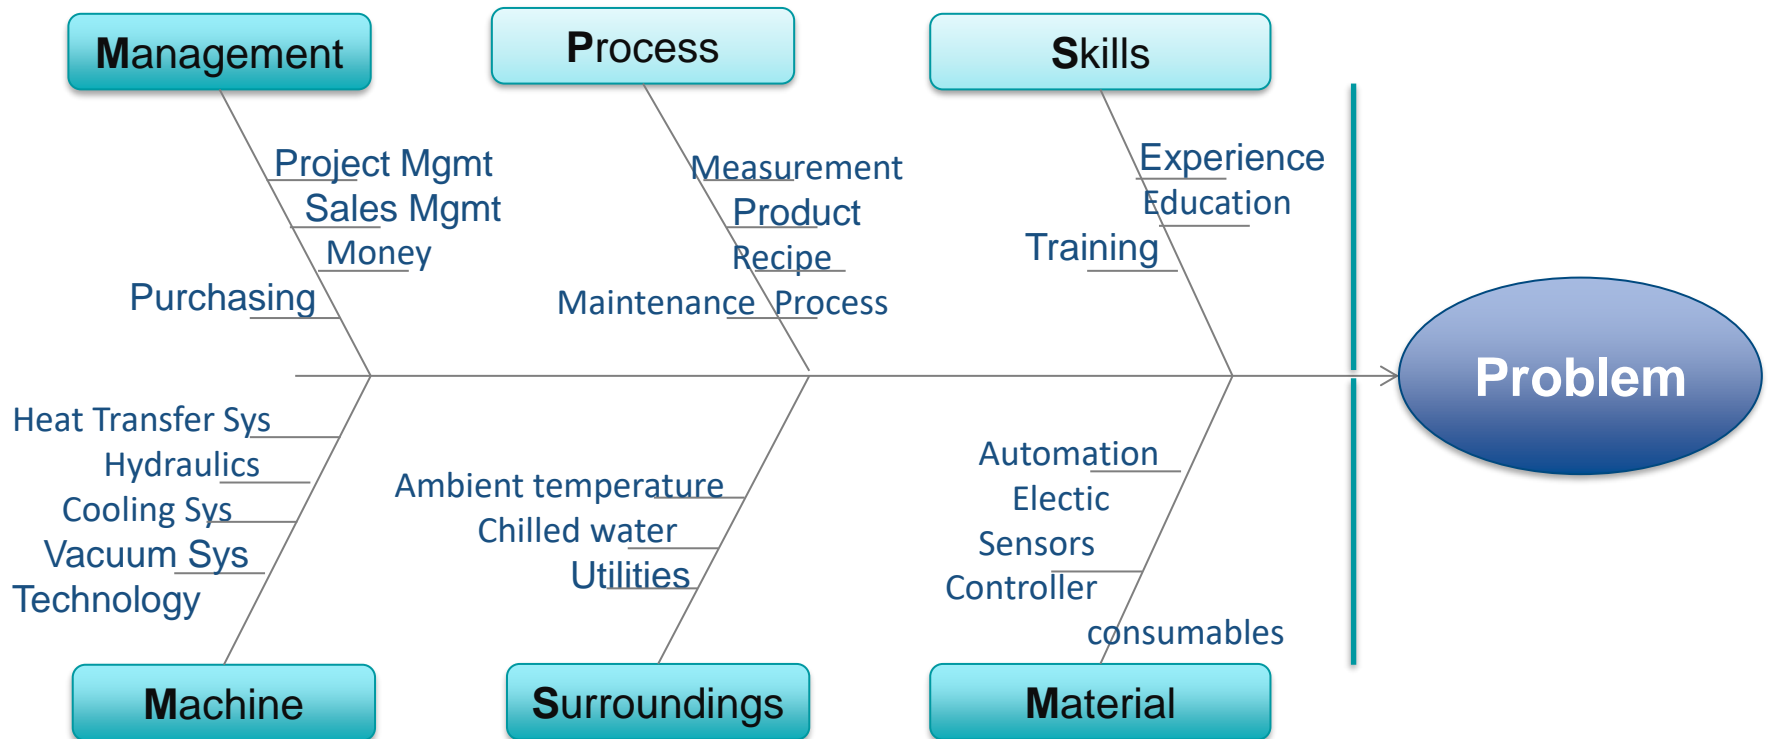 Management
Process
Skills
Project Mgmt
Sales Mgmt
Money
Purchasing
Measurement
Product
Recipe
Maintenance Process
Experience
Education
Training
Problem
Heat Transfer Sys
Hydraulics
Cooling Sys
Vacuum Sys
Technology
Ambient temperature
Chilled water
Utilities
Automation
Electic
Sensors
Controller
consumables
Machine
Surroundings
Material